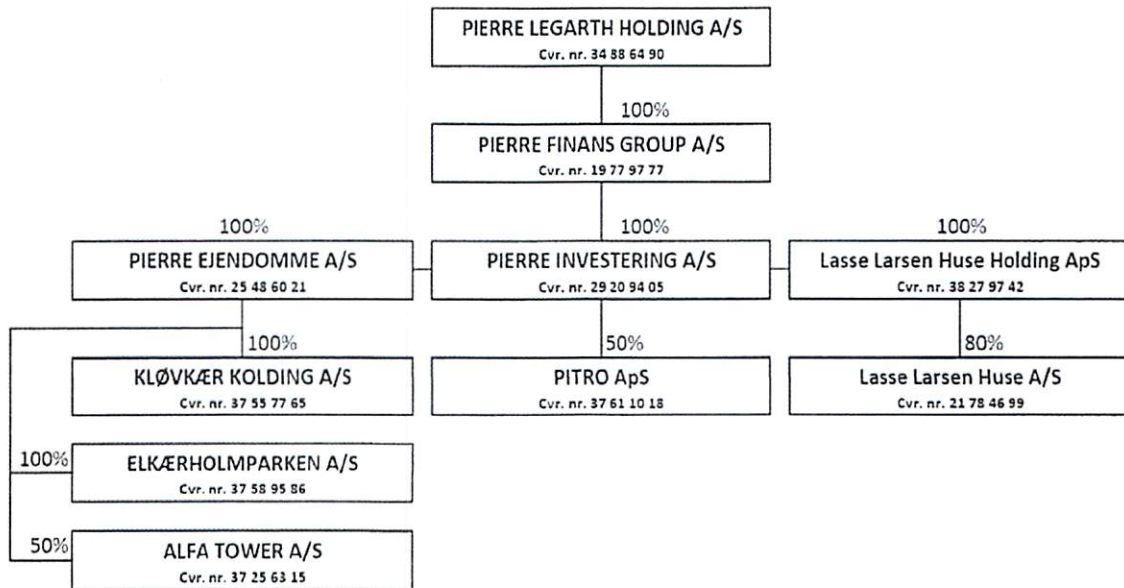 PIERRE LEGARTH HOLDING A/S
Cvr. nr. 34 88 64 90
100%
PIERRE FINANS GROUP A/S
Cvr. nr. 19 77 97 77
100%
100%
100%
PIERRE EJENDOMME A/S
Cvr. nr. 25 48 60 21
PIERRE INVESTERING A/S
Cvr. nr. 29 20 94 05
Lasse Larsen Huse Holding ApS
Cvr. nr. 38 27 97 42
100%
50%
80%
KLØVKÆR KOLDING A/S
Cvr. nr. 37 55 77 65
PITRO ApS
Cvr. nr. 37 61 10 18
Lasse Larsen Huse A/S
Cvr. nr. 21 78 46 99
100%
ELKÆRHOLMPARKEN A/S
Cvr. nr. 37 58 95 86
50%
ALFA TOWER A/S
Cvr. nr. 37 25 63 15